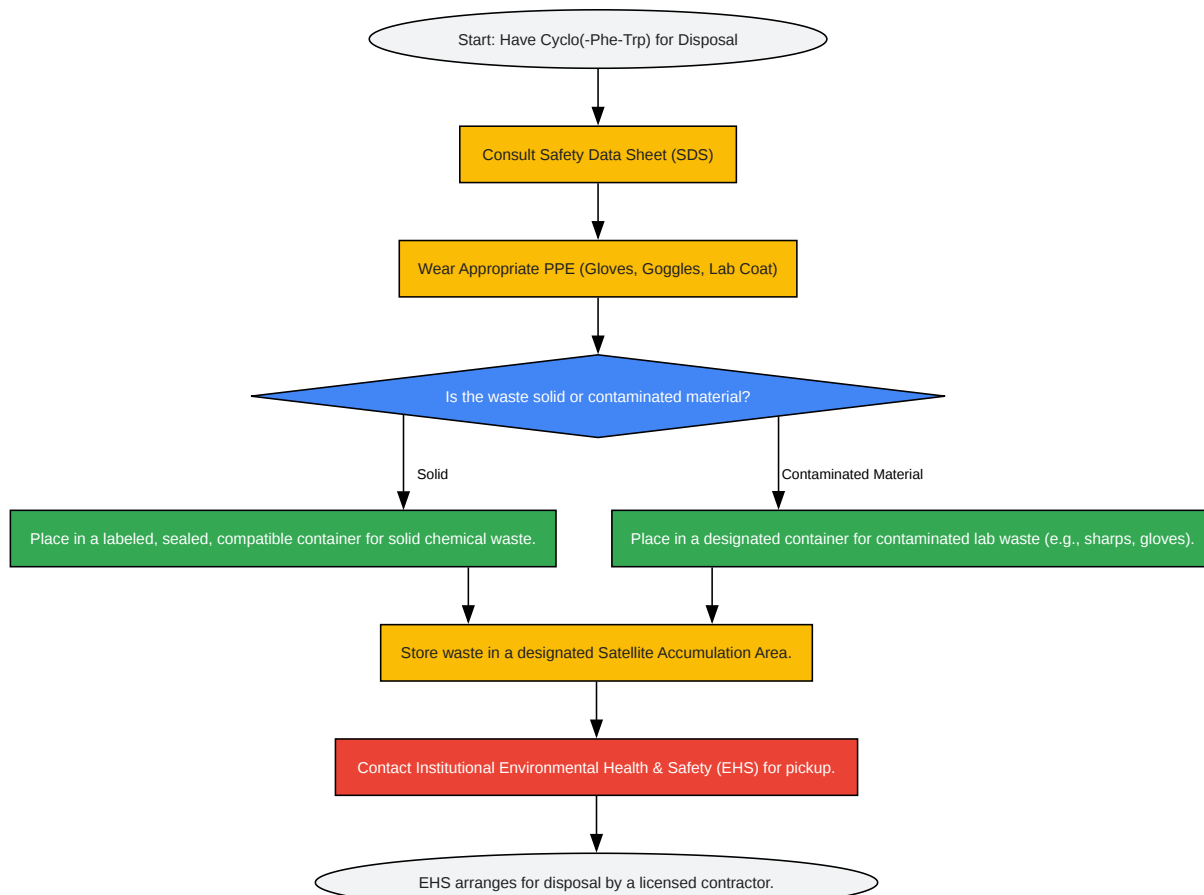 Start: Have Cyclo(-Phe-Trp) for Disposal
Consult Safety Data Sheet (SDS)
Wear Appropriate PPE (Gloves, Goggles, Lab Coat)
Is the waste solid or contaminated material?
Solid
Contaminated Material
Place in a labeled, sealed, compatible container for solid chemical waste.
Place in a designated container for contaminated lab waste (e.g., sharps, gloves).
Store waste in a designated Satellite Accumulation Area.
Contact Institutional Environmental Health & Safety (EHS) for pickup.
EHS arranges for disposal by a licensed contractor.